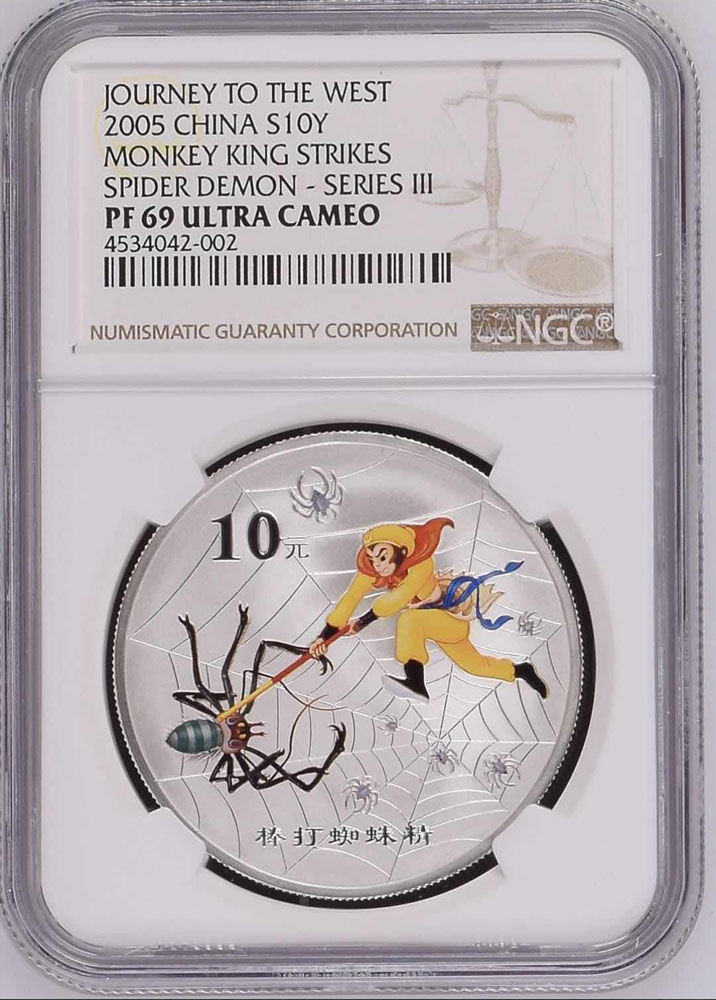 JOURNEY TO THE WEST
2005 CHINA S10Y
MONKEY KING STRIKES
SPIDER DEMON - SERIES III
PF 69 ULTRA CAMEO
4534042-002
NUMISMATIC GUARANTY CORPORATION
NGC®
10元
棒打蜘蛛精